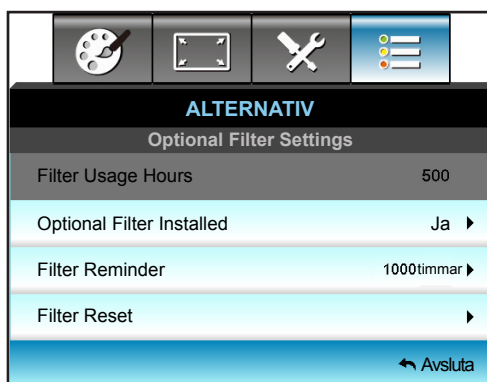 ALTERNATIV
Optional Filter Settings
Filter Usage Hours 500
Optional Filter Installed Ja
Filter Reminder 1000timmar
Filter Reset
Avsluta